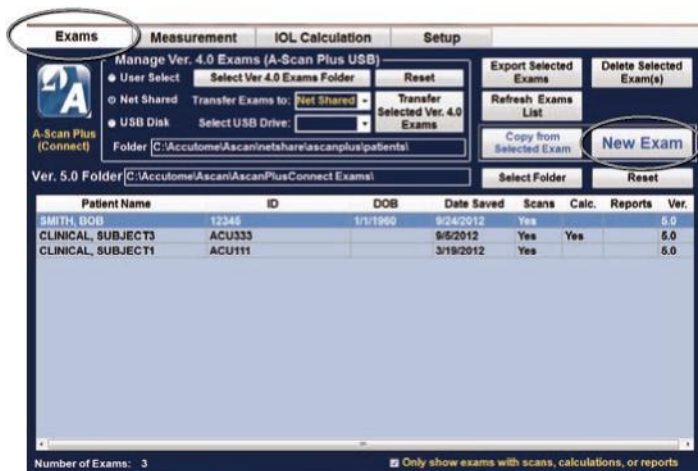 Exams Measurement IOL Calculation Setup
Manage Ver. 4.0 Exams (A-Scan Plus USB)
User Select Select Ver 4.0 Exams Folder Reset
Net Shared Transfer Exams to: Net Shared Transfer Selected Ver. 4.0 Exams
USB Disk Select USB Drive:
Folder C:\Accutome\Ascan\netshare\ascanplus\patients\
A-Scan Plus
(Connect)
Export Selected Exams Delete Selected Exam(s)
Refresh Exams List
Copy from Selected Exam New Exam
Ver. 5.0 Folder C:\Accutome\Ascan\AscanPlusConnect Exams\ Select Folder Reset
Patient Name ID DOB Date Saved Scans Calc. Reports Ver.
SMITH, BOB 12345 1/1/1960 9/24/2012 Yes 5.0
CLINICAL, SUBJECT3 ACU333 9/5/2012 Yes Yes 5.0
CLINICAL, SUBJECT1 ACU111 3/19/2012 Yes 5.0
Number of Exams: 3 Only show exams with scans, calculations, or reports